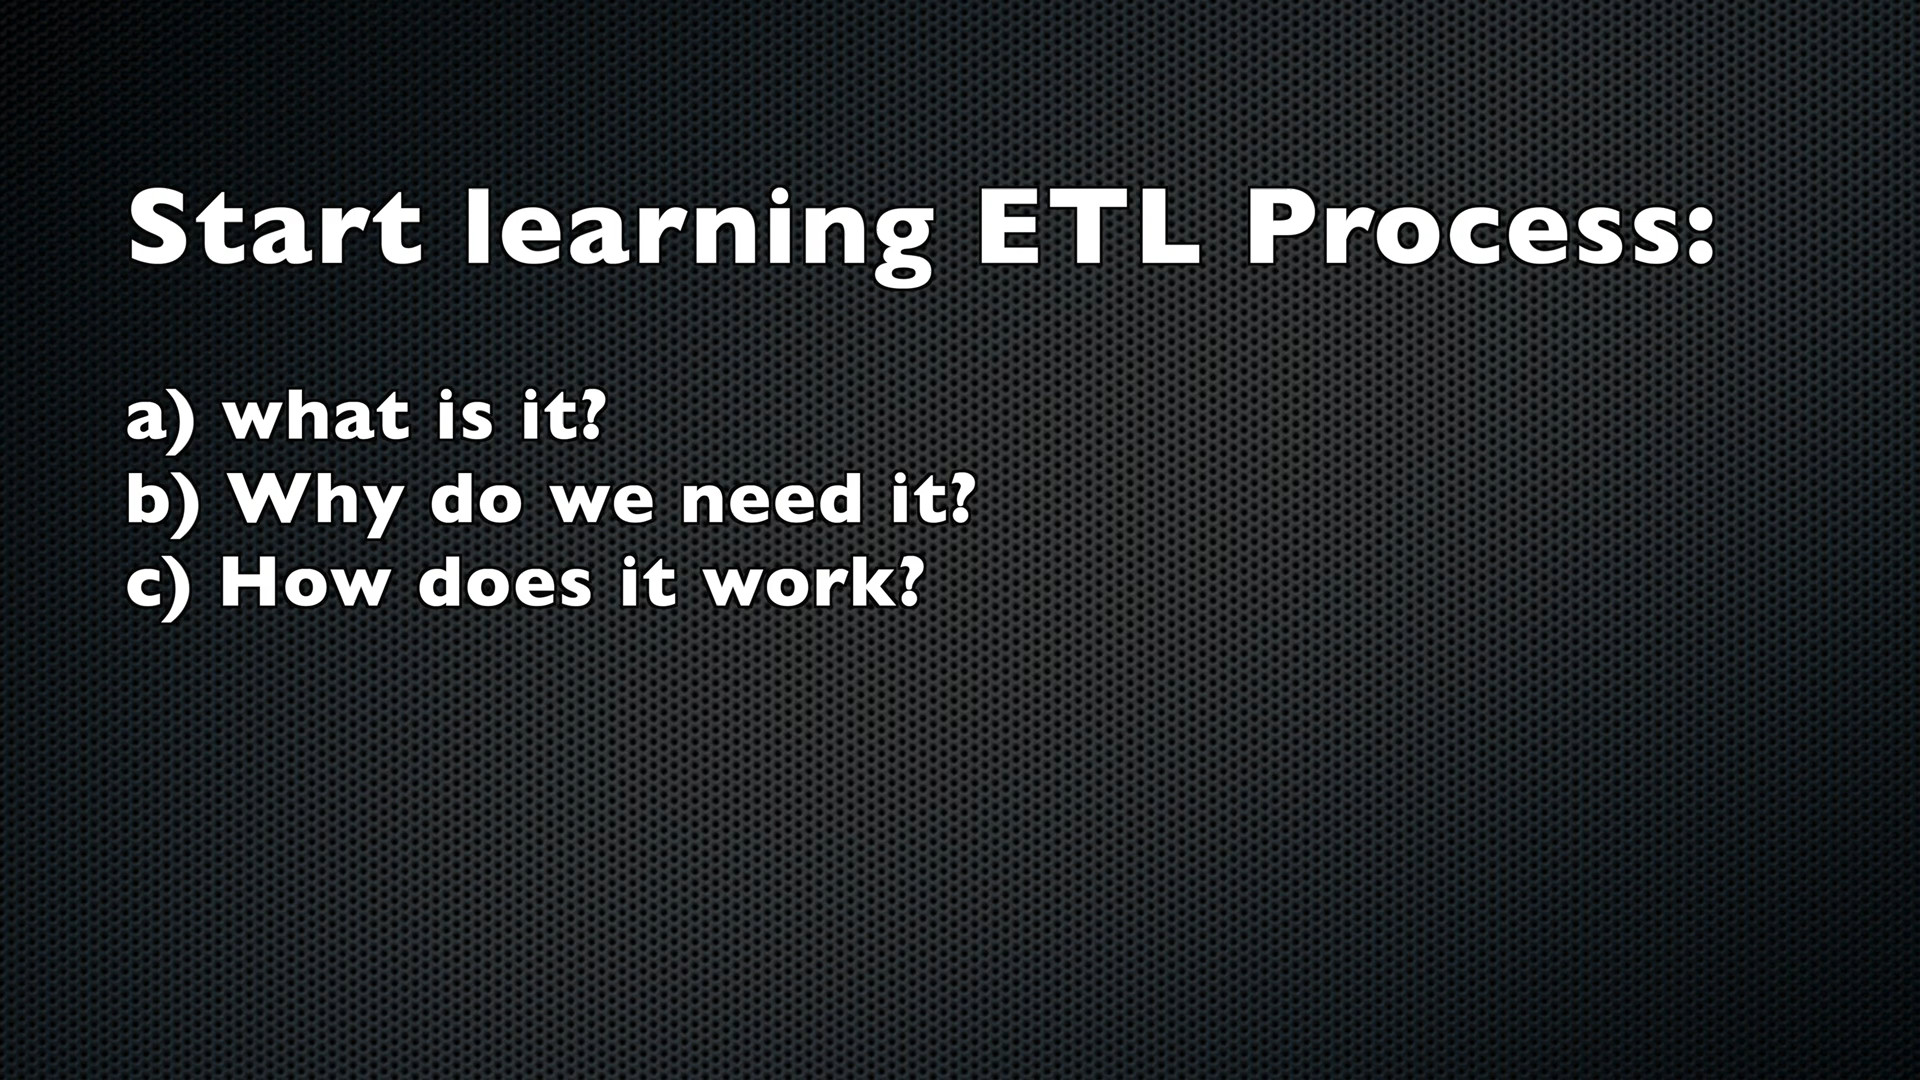 Start learning ETL Process:
a) what is it?
b) Why do we need it?
c) How does it work?